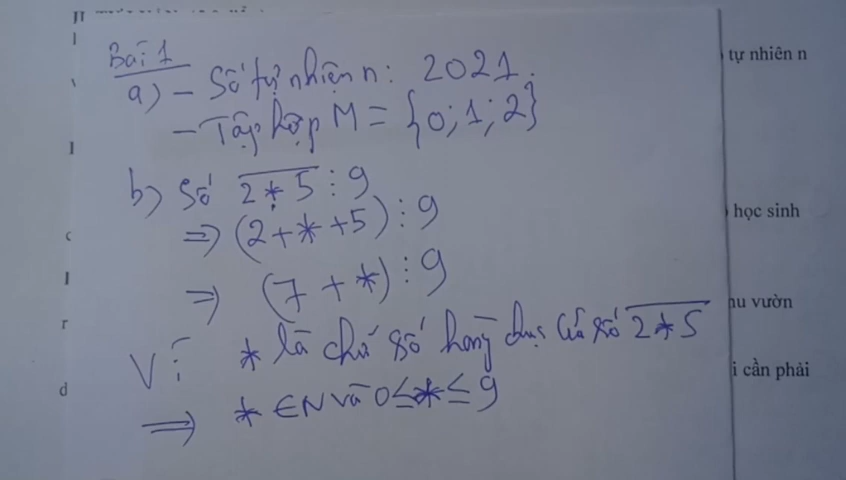 Bài 1
a) – Số tự nhiên n: 2021.
– Tập hợp M = {0; 1; 2}
tự nhiên n
b) Số \overline{2*5} ⋮ 9
⇒ (2 + * + 5) ⋮ 9
học sinh
⇒ (7 + *) ⋮ 9
vườn
Vì * là chữ số hàng chục của số \overline{2*5}
i cần phải
⇒ * ∈ N và 0 ≤ * ≤ 9